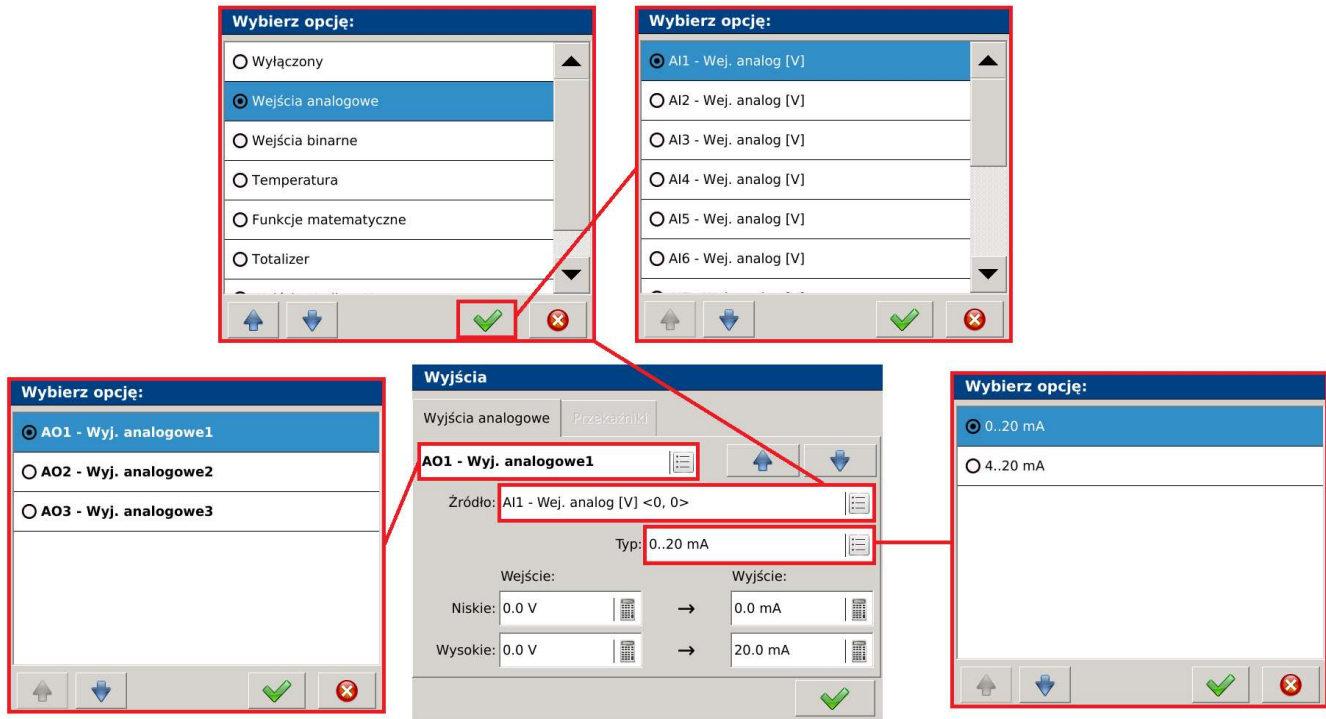 Wybierz opcję:
Wyłączony
Wejścia analogowe
Wejścia binarne
Temperatura
Funkcje matematyczne
Totalizer
Wybierz opcję:
AI1 - Wej. analog [V]
AI2 - Wej. analog [V]
AI3 - Wej. analog [V]
AI4 - Wej. analog [V]
AI5 - Wej. analog [V]
AI6 - Wej. analog [V]
Wybierz opcję:
AO1 - Wyj. analogowe1
AO2 - Wyj. analogowe2
AO3 - Wyj. analogowe3
Wyjścia
Wyjścia analogowe Przekaźniki
AO1 - Wyj. analogowe1
Źródło: AI1 - Wej. analog [V] <0, 0>
Typ: 0..20 mA
Wejście: Wyjście:
Niskie: 0.0 V → 0.0 mA
Wysokie: 0.0 V → 20.0 mA
Wybierz opcję:
0..20 mA
4..20 mA